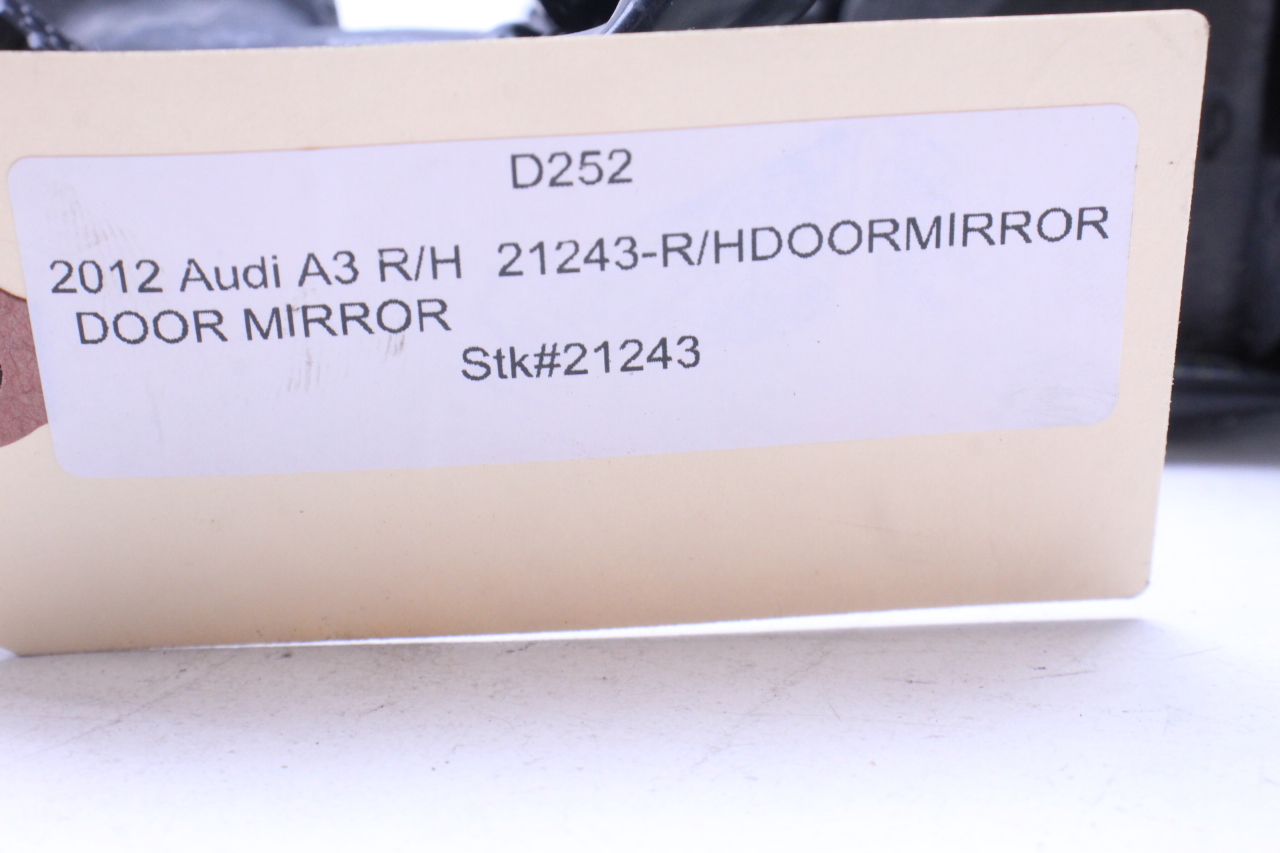 D252
2012 Audi A3 R/H 21243-R/HDOORMIRROR
DOOR MIRROR
Stk#21243